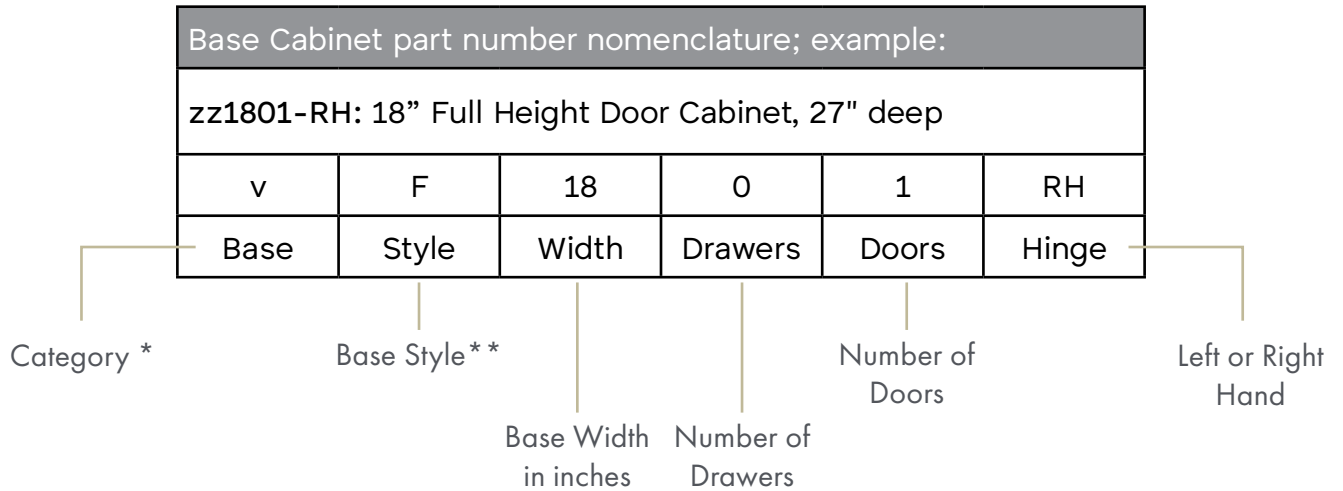 Base Cabinet part number nomenclature; example:
zz1801-RH: 18” Full Height Door Cabinet, 27" deep
v F 18 0 1 RH
Base Style Width Drawers Doors Hinge
Category * Base Style** Number of Left or Right
Doors Hand
Base Width Number of
in inches Drawers